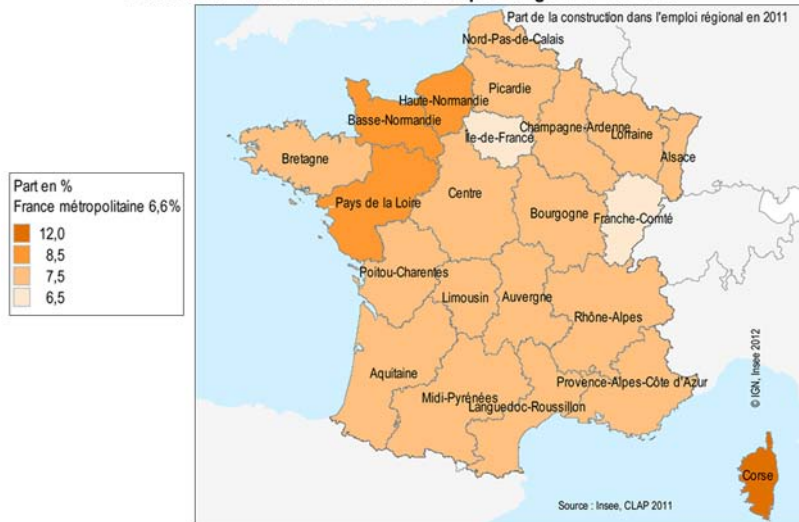 Part de la construction dans l'emploi régional en 2011
Nord-Pas-de-Calais
Picardie
Haute-Normandie
Basse-Normandie
Île-de-France
Champagne-Ardenne
Lorraine
Alsace
Bretagne
Part en %
France métropolitaine 6,6%
12,0
8,5
7,5
6,5
Pays de la Loire
Centre
Bourgogne
Franche-Comté
Poitou-Charentes
Limousin
Auvergne
Rhône-Alpes
Aquitaine
Midi-Pyrénées
Languedoc-Roussillon
Provence-Alpes-Côte d'Azur
© IGN, Insee 2012
Corse
Source : Insee, CLAP 2011